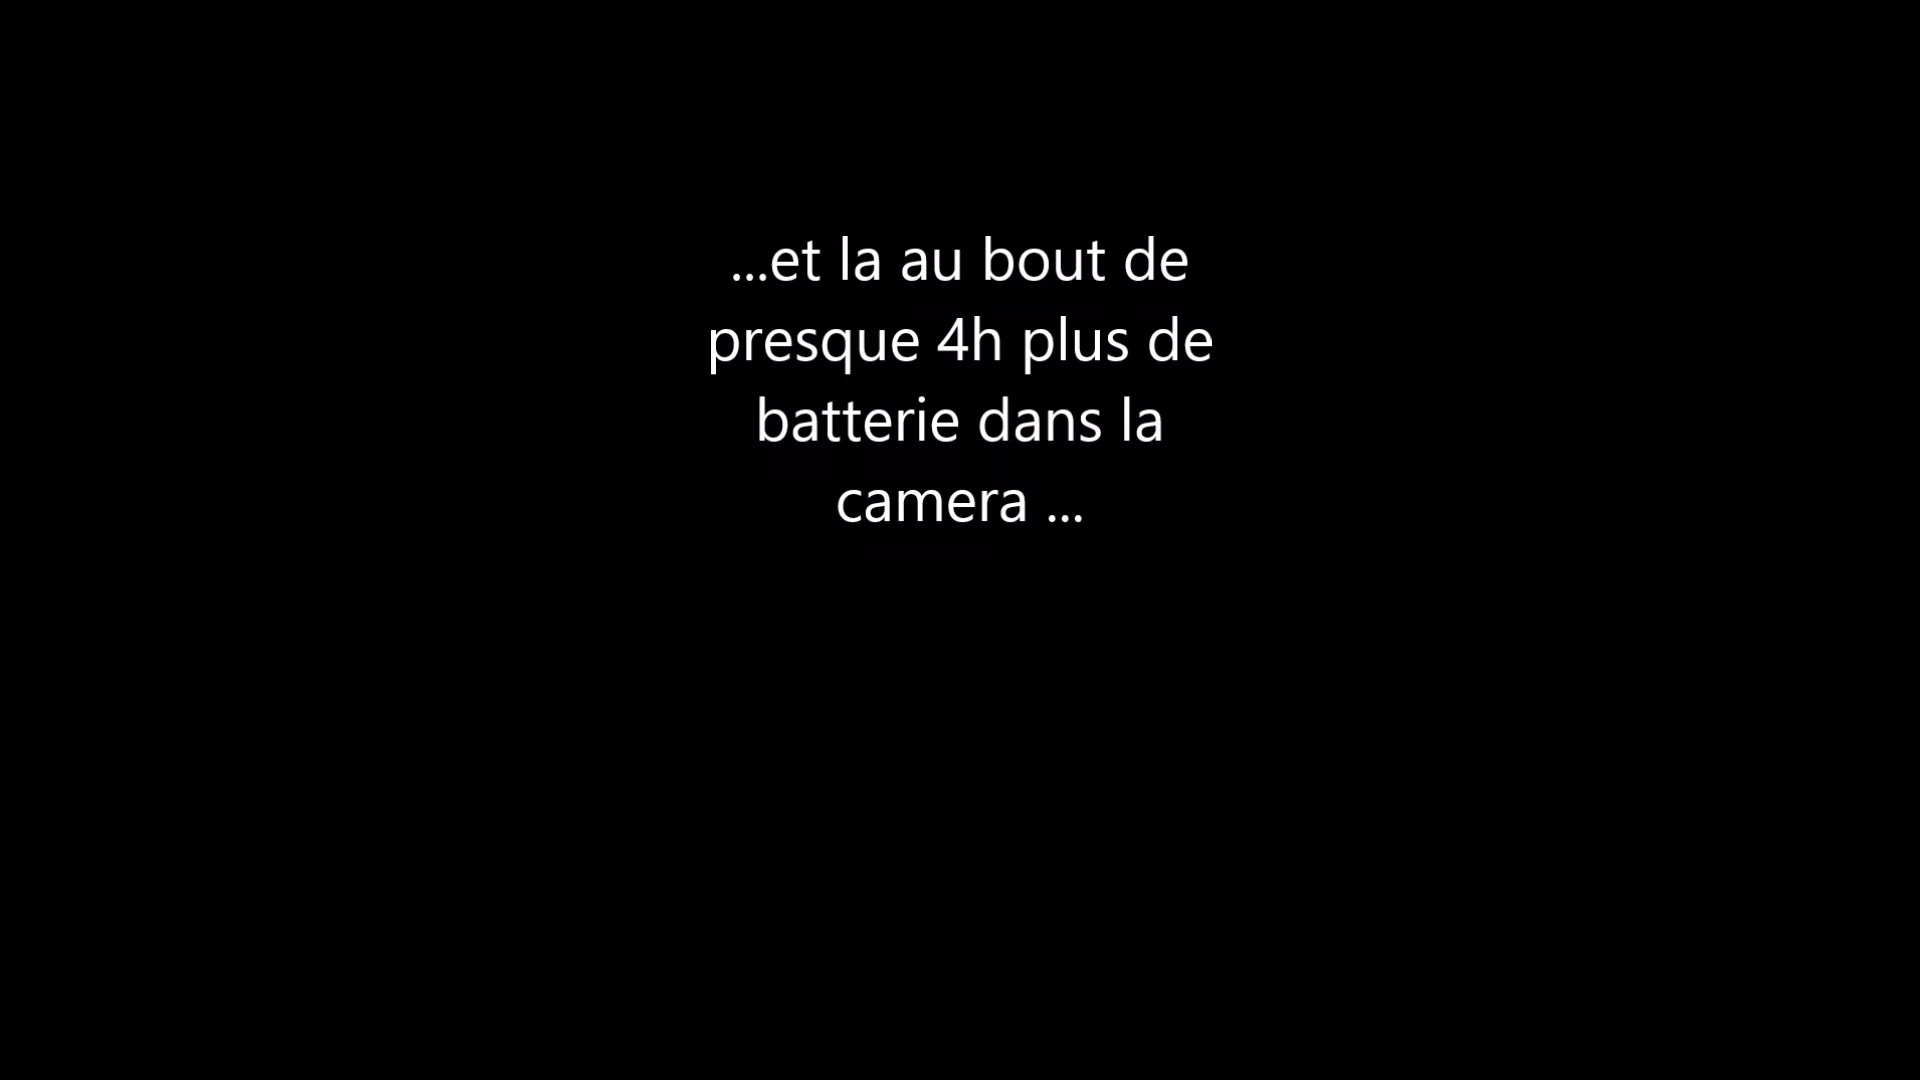 ...et la au bout de
presque 4h plus de
batterie dans la
camera ...